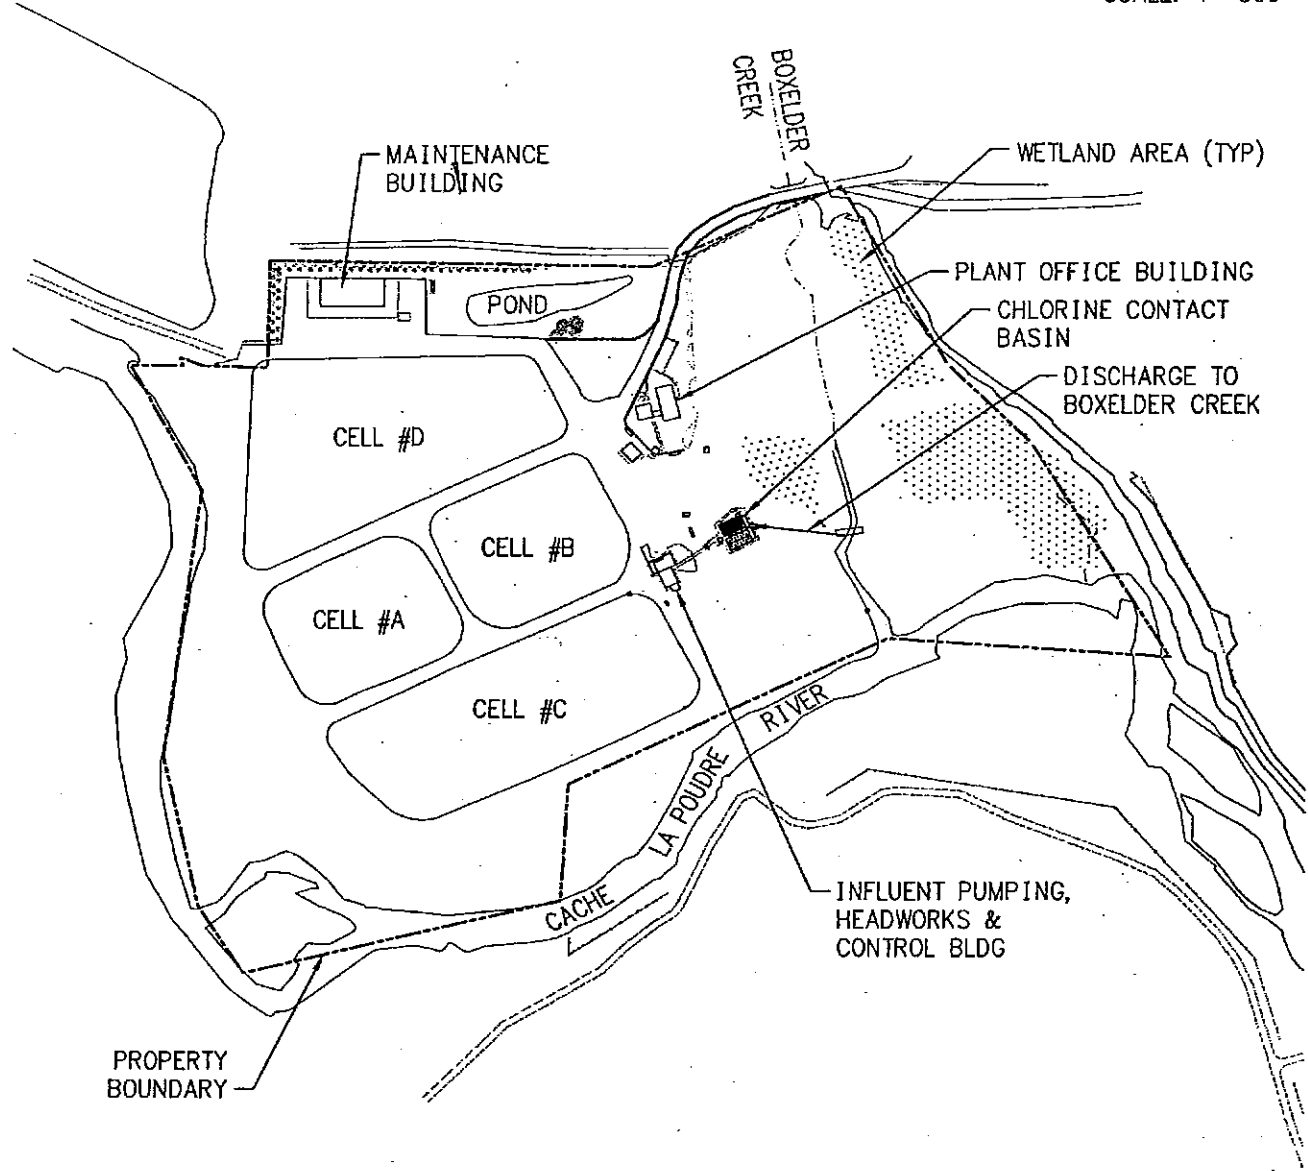 BOXELDER
CREEK
MAINTENANCE
BUILDING
WETLAND AREA (TYP)
PLANT OFFICE BUILDING
POND
CHLORINE CONTACT
BASIN
DISCHARGE TO
BOXELDER CREEK
CELL #D
CELL #B
CELL #A
CELL #C
CACHE LA POUDRE RIVER
INFLUENT PUMPING,
HEADWORKS &
CONTROL BLDG
PROPERTY
BOUNDARY